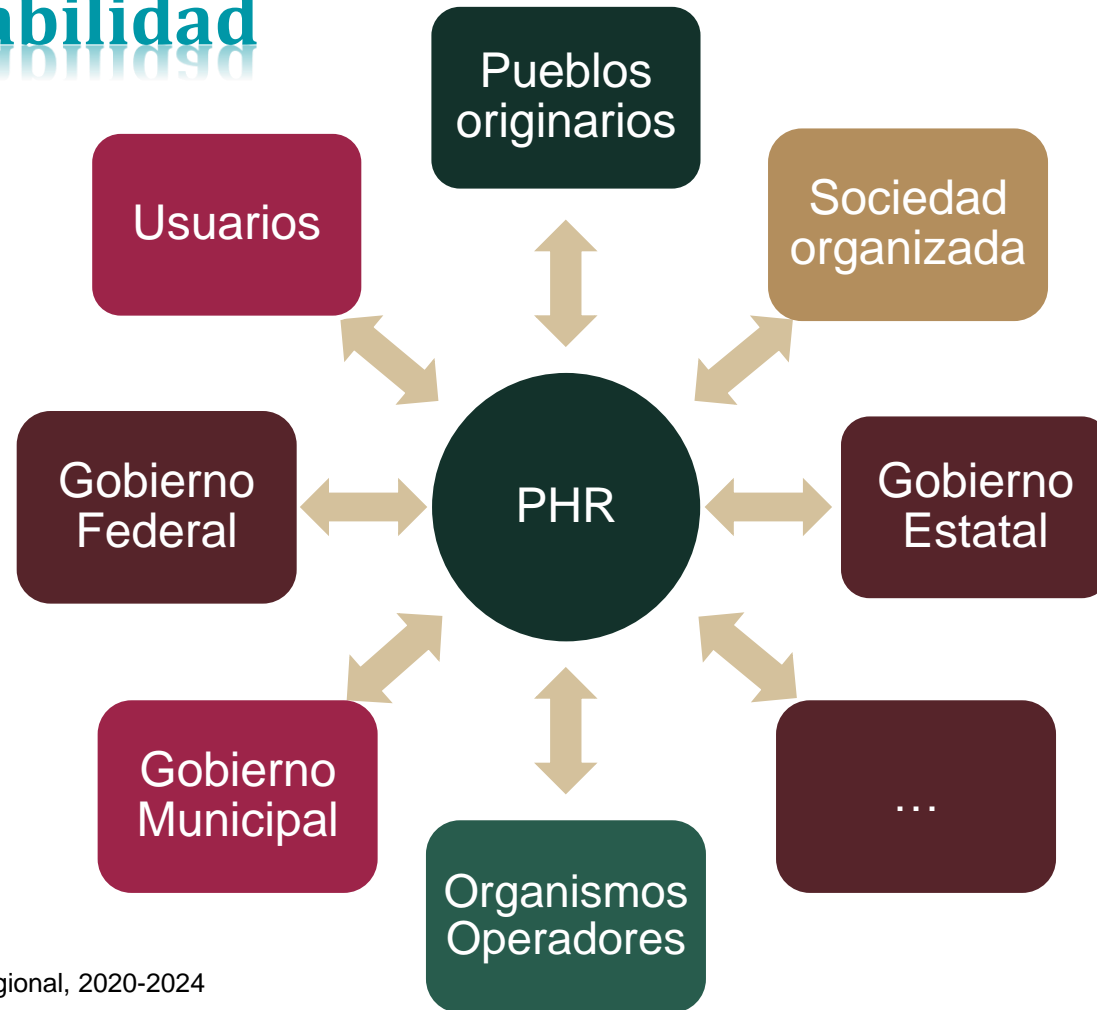 abilidad
Pueblos
originarios
Usuarios
Sociedad
organizada
Gobierno
Federal
PHR
Gobierno
Estatal
Gobierno
Municipal
…
Organismos
Operadores
gional, 2020-2024